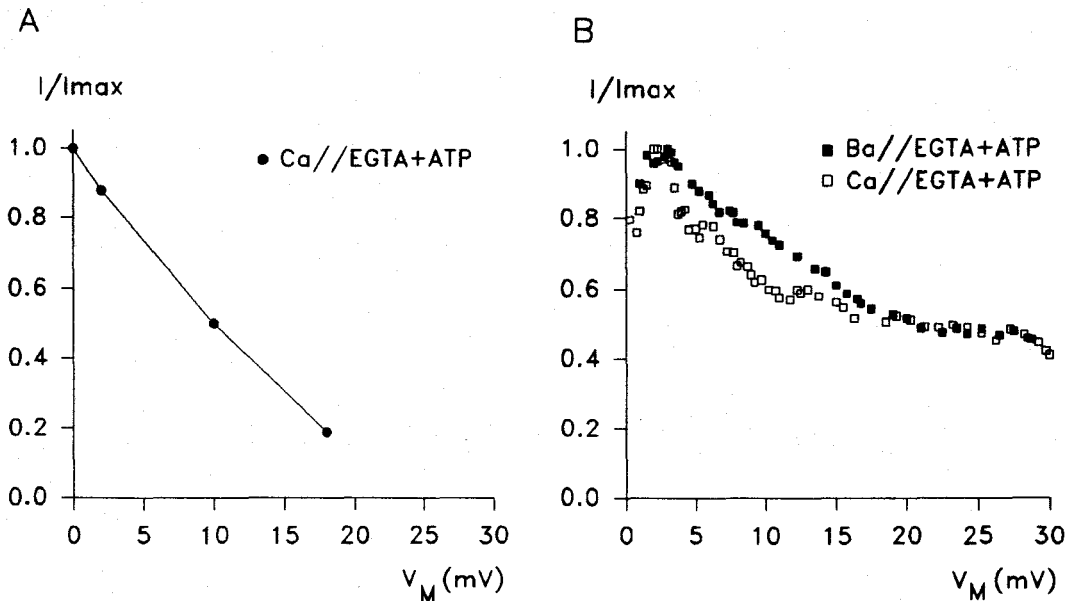 A
I/Imax
1.0
0.8
0.6
0.4
0.2
0.0
0 5 10 15 20 25 30
V_M (mV)
● Ca//EGTA+ATP
B
I/Imax
1.0
0.8
0.6
0.4
0.2
0.0
0 5 10 15 20 25 30
V_M (mV)
■ Ba//EGTA+ATP
□ Ca//EGTA+ATP